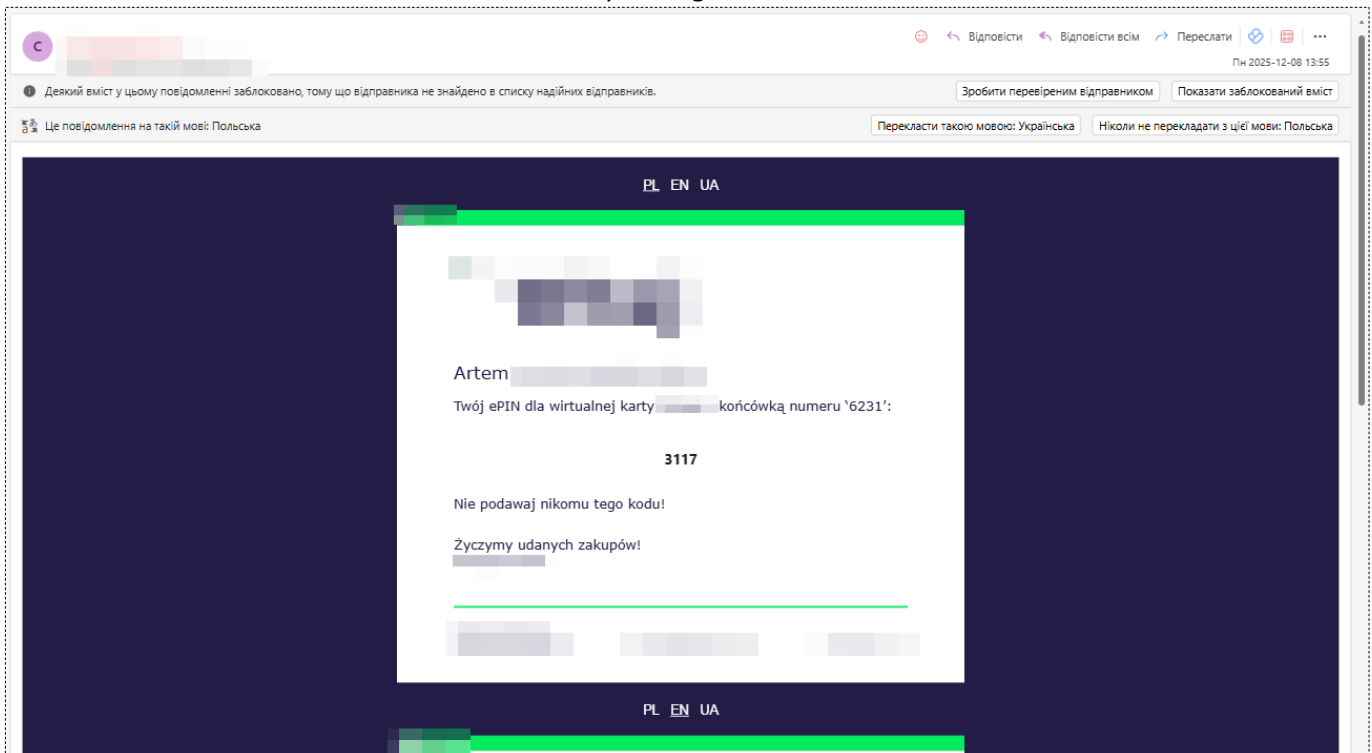 C
Відповісти Відповісти всім Переслати
Пн 2025-12-08 13:55
Деякий вміст у цьому повідомленні заблоковано, тому що відправника не знайдено в списку надійних відправників. Зробити перевіреним відправником Показати заблокований вміст
Це повідомлення на такій мові: Польська Перекласти такою мовою: Українська Ніколи не перекладати з цієї мови: Польська
PL EN UA
Artem
Twój ePIN dla wirtualnej karty końcówką numeru ‘6231’:
3117
Nie podawaj nikomu tego kodu!
Życzymy udanych zakupów!
PL EN UA